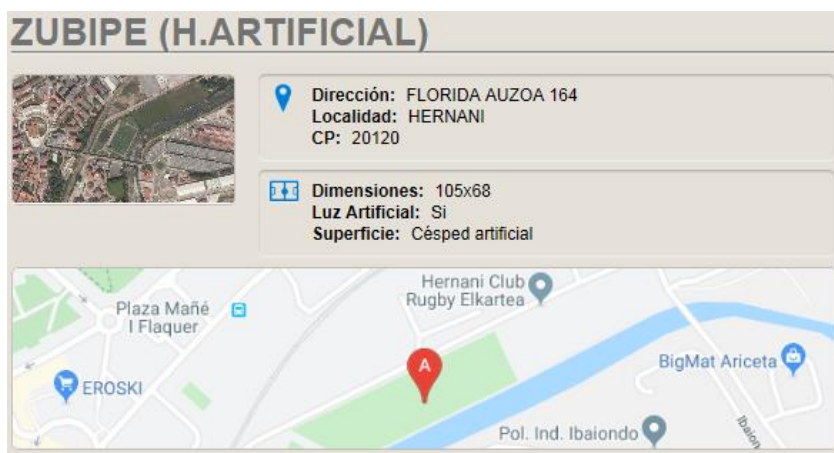 ZUBIPE (H.ARTIFICIAL)
Dirección: FLORIDA AUZOA 164
Localidad: HERNANI
CP: 20120
Dimensiones: 105x68
Luz Artificial: Si
Superficie: Césped artificial
Hernani Club
Rugby Elkartea
Plaza Mañé
I Flaquer
A
BigMat Ariceta
EROSKI
Pol. Ind. Ibaiondo
Ibaion